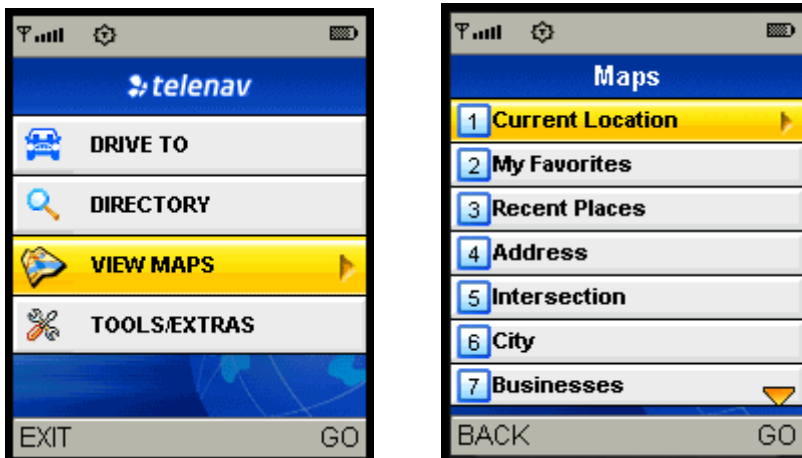 telenav
DRIVE TO
DIRECTORY
VIEW MAPS
TOOLS/EXTRAS
EXIT GO
Maps
1 Current Location
2 My Favorites
3 Recent Places
4 Address
5 Intersection
6 City
7 Businesses
BACK GO